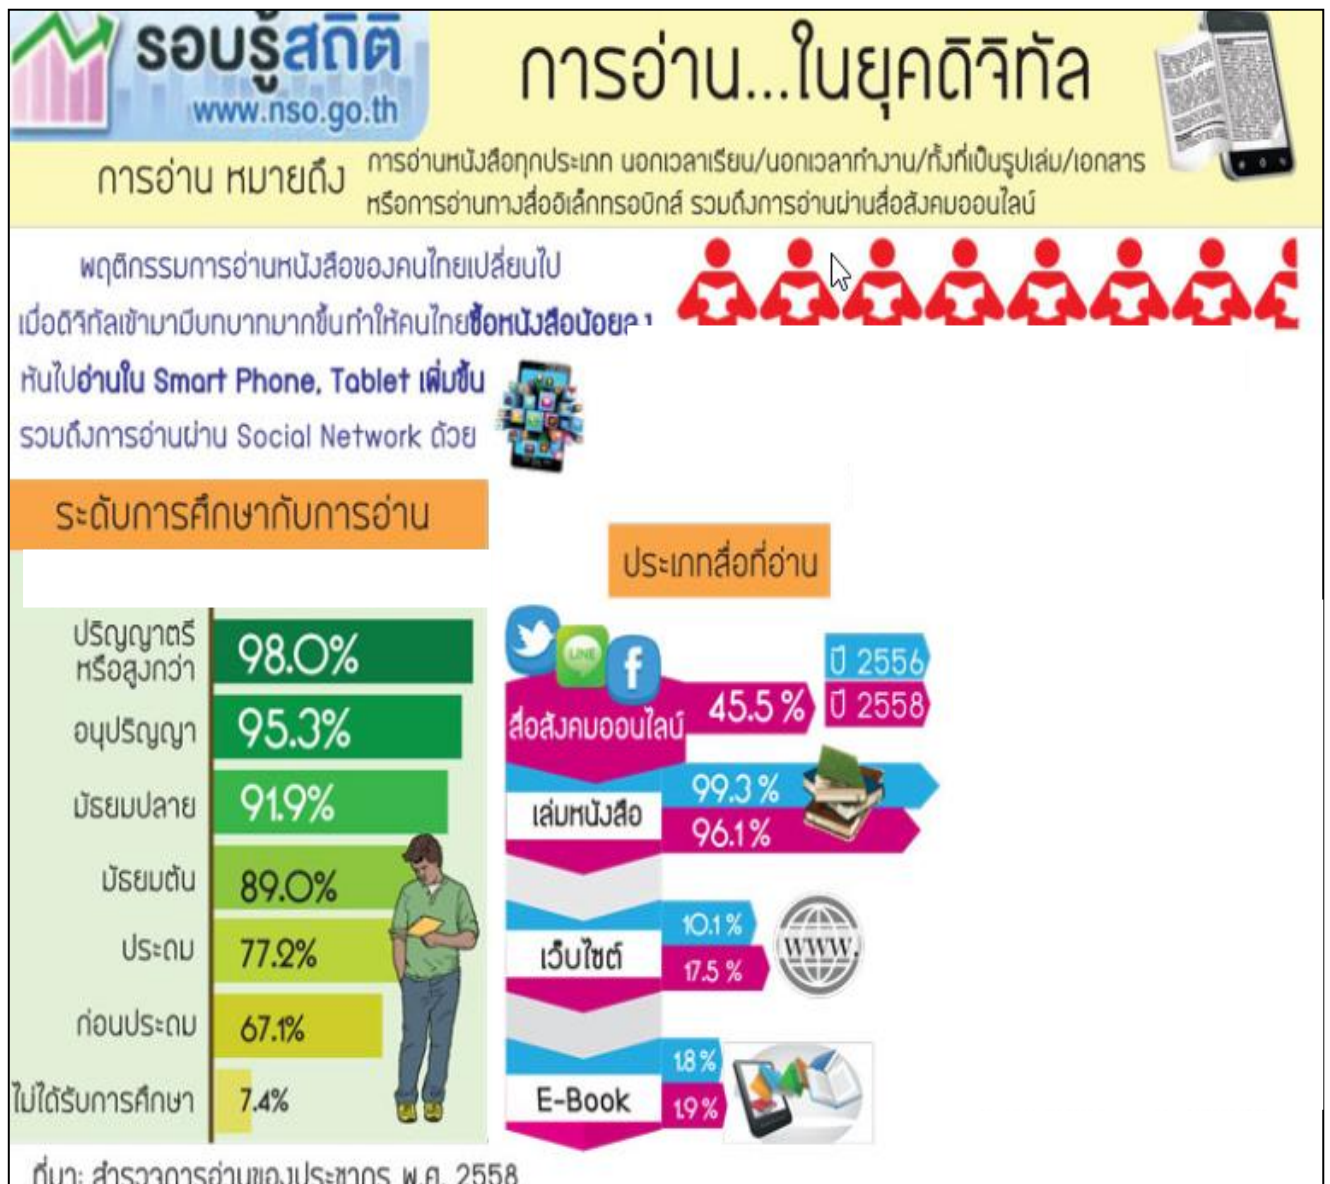 รอบรู้สถิติ
www.nso.go.th
การอ่าน...ในยุคดิจิทัล
การอ่าน หมายถึง
การอ่านหนังสือทุกประเภท นอกเวลาเรียน/นอกเวลาทำงาน/ทั้งที่เป็นรูปเล่ม/เอกสาร
หรือการอ่านทางสื่ออิเล็กทรอนิกส์ รวมถึงการอ่านผ่านสื่อสังคมออนไลน์
พฤติกรรมการอ่านหนังสือของคนไทยเปลี่ยนไป
เมื่อดิจิทัลเข้ามามีบทบาทมากขึ้นทำให้คนไทยซื้อหนังสือน้อยลง
หันไปอ่านใน Smart Phone, Tablet เพิ่มขึ้น
รวมถึงการอ่านผ่าน Social Network ด้วย
ระดับการศึกษากับการอ่าน
ปริญญาตรี
หรือสูงกว่า
98.0%
อนุปริญญา
95.3%
มัธยมปลาย
91.9%
มัธยมต้น
89.0%
ประถม
77.2%
ก่อนประถม
67.1%
ไม่ได้รับการศึกษา
7.4%
ประเภทสื่อที่อ่าน
LINE
f
ปี 2556
ปี 2558
สื่อสังคมออนไลน์
45.5 %
เล่มหนังสือ
99.3 %
96.1 %
เว็บไซต์
10.1 %
17.5 %
WWW.
E-Book
1.8 %
1.9 %
ที่มา: สำรวจการอ่านของประชากร พ.ศ. 2558